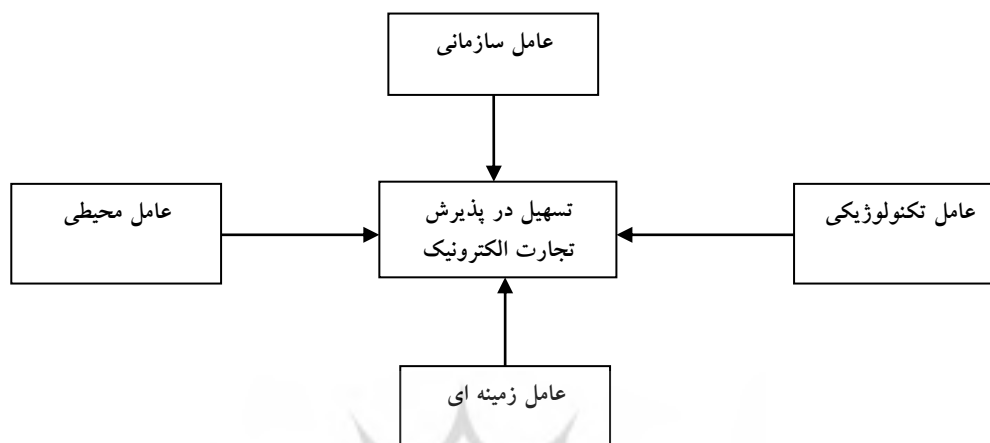 عامل سازمانی
عامل تکنولوژیکی
تسهیل در پذیرش
تجارت الکترونیک
عامل محیطی
عامل زمینه ای